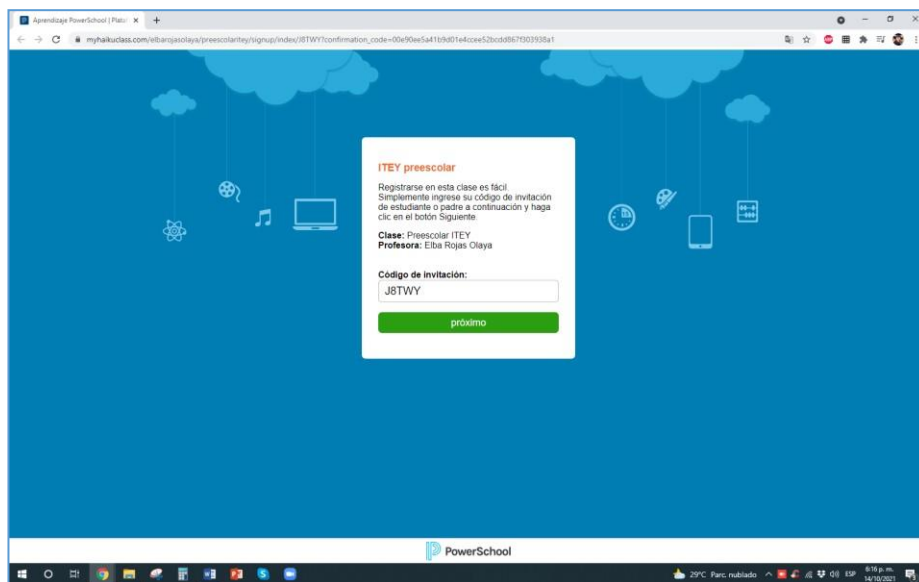 Aprendizaje PowerSchool | Plata
myhaikuclass.com/elbarojasolaya/preescolaritey/signup/index/J8TWY?confirmation_code=00e90ee5a41b9d01e4ccee52bcdd867f303938a1
ITEY preescolar
Registrarse en esta clase es fácil.
Simplemente ingrese su código de invitación
de estudiante o padre a continuación y haga
clic en el botón Siguiente.
Clase: Preescolar ITEY
Profesora: Elba Rojas Olaya
Código de invitación:
J8TWY
próximo
PowerSchool
29°C Parc. nublado
ESP
6:16 p. m.
14/10/2021